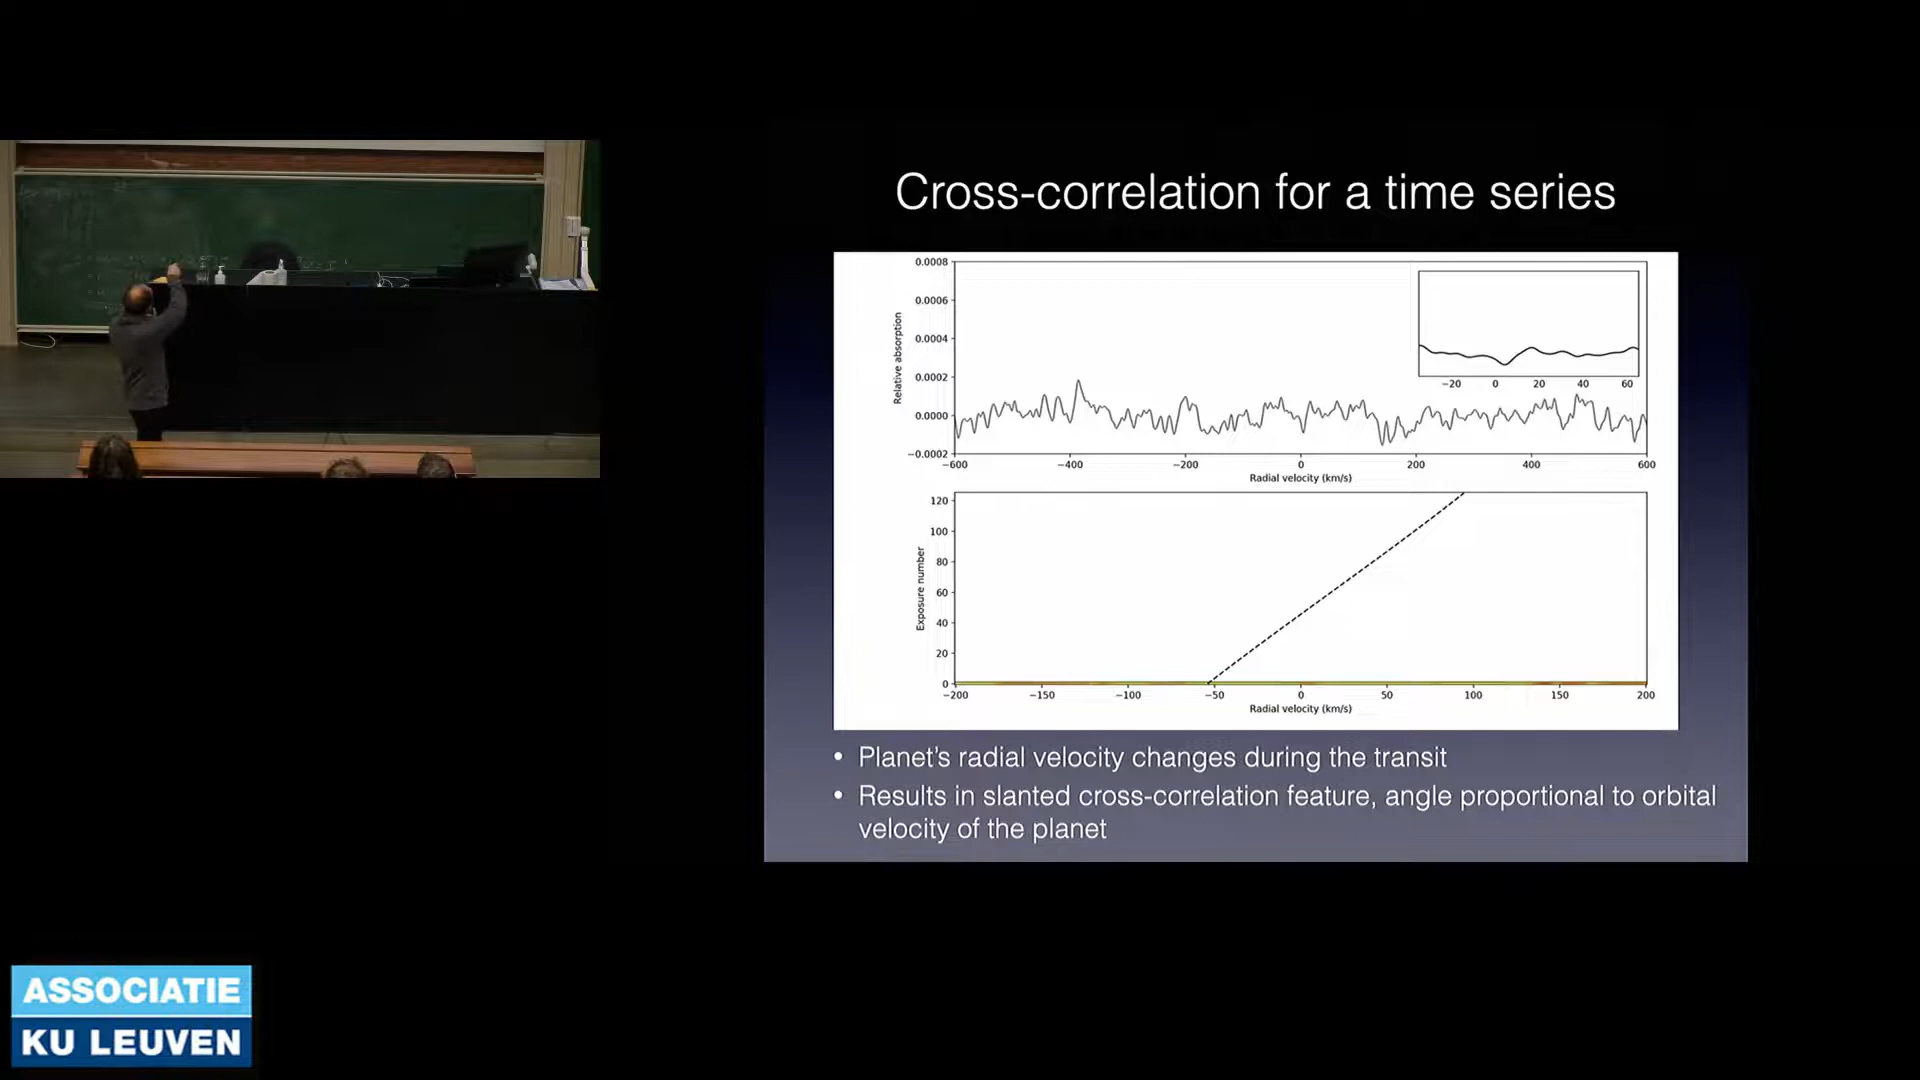 Cross-correlation for a time series
0.0008
0.0006
0.0004
0.0002
0.0000
−0.0002
Relative absorption
−20 0 20 40 60
−600 −400 −200 0 200 400 600
Radial velocity (km/s)
120
100
80
60
40
20
0
Exposure number
−200 −150 −100 −50 0 50 100 150 200
Radial velocity (km/s)
• Planet's radial velocity changes during the transit
• Results in slanted cross-correlation feature, angle proportional to orbital
velocity of the planet
ASSOCIATIE
KU LEUVEN